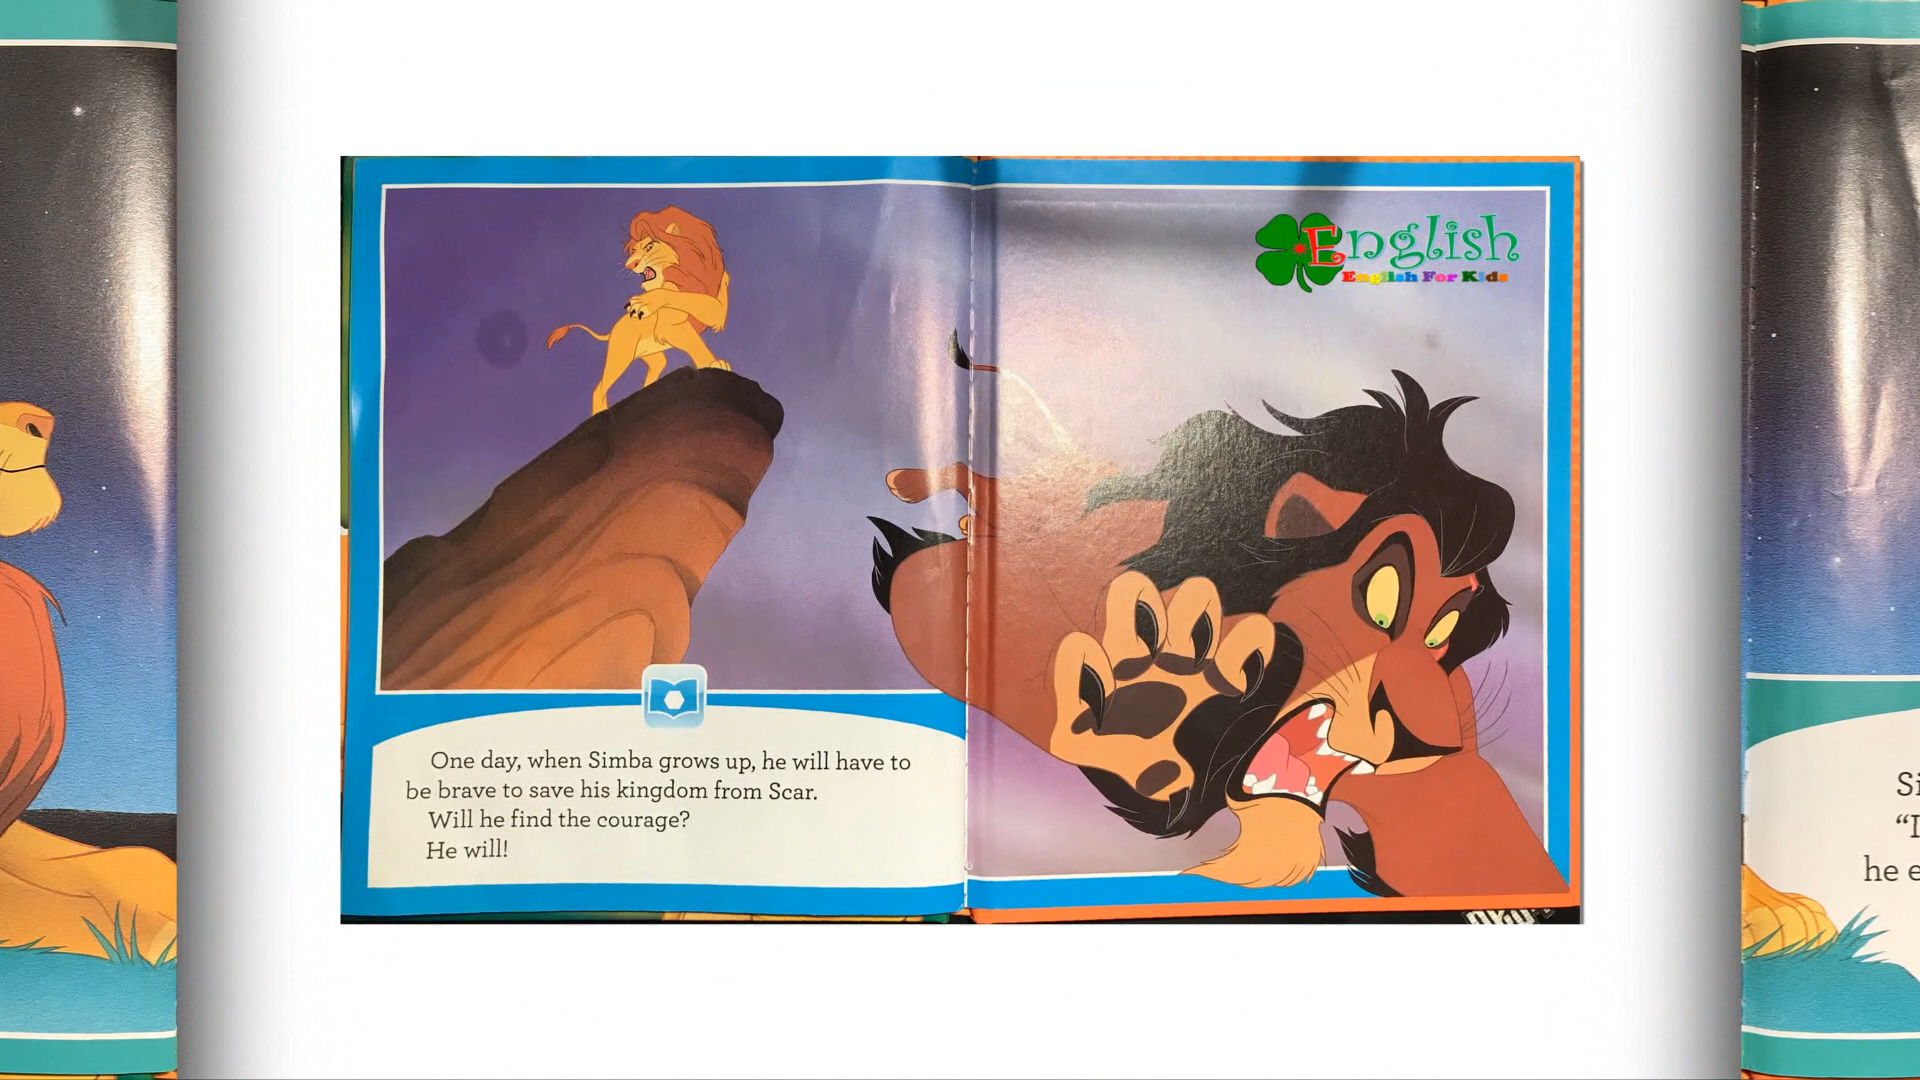 English
English For Kids
One day, when Simba grows up, he will have to
be brave to save his kingdom from Scar.
Will he find the courage?
He will!
he